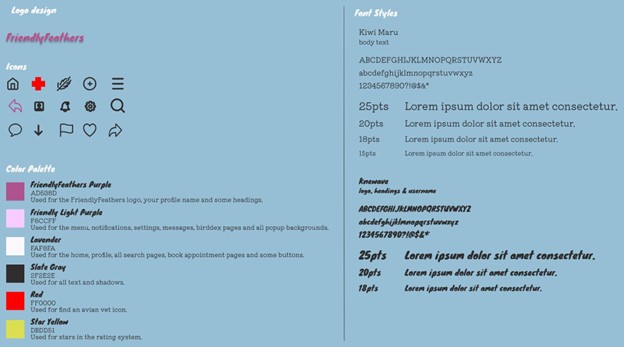 Logo design
FriendlyFeathers
Icons
Color Palette
FriendlyFeathers Purple
AD538D
Used for the FriendlyFeathers logo, your profile name and some headings.
Friendly Light Purple
F6CCFF
Used for the menu, notifications, settings, messages, birddex pages and all popup backgrounds.
Lavender
FAF8FA
Used for the home, profile, all search pages, book appointment pages and some buttons.
Slate Gray
2F2E2E
Used for all text and shadows.
Red
FF0000
Used for find an avian vet icon.
Star Yellow
DBDD51
Used for stars in the rating system.
Font Styles
Kiwi Maru
body text
ABCDEFGHIJKLMNOPQRSTUVWXYZ
abcdefghijklmnopqrstuvwxyz
1234567890?!@$&*
25pts Lorem ipsum dolor sit amet consectetur.
20pts Lorem ipsum dolor sit amet consectetur.
18pts Lorem ipsum dolor sit amet consectetur.
15pts Lorem ipsum dolor sit amet consectetur.
Knewave
logo, headings & username
ABCDEFGHIJKLMNOPQRSTUVWXYZ
abcdefghijklmnopqrstuvwxyz
1234567890?!@$&*
25pts Lorem ipsum dolor sit amet consectetur.
20pts Lorem ipsum dolor sit amet consectetur.
18pts Lorem ipsum dolor sit amet consectetur.